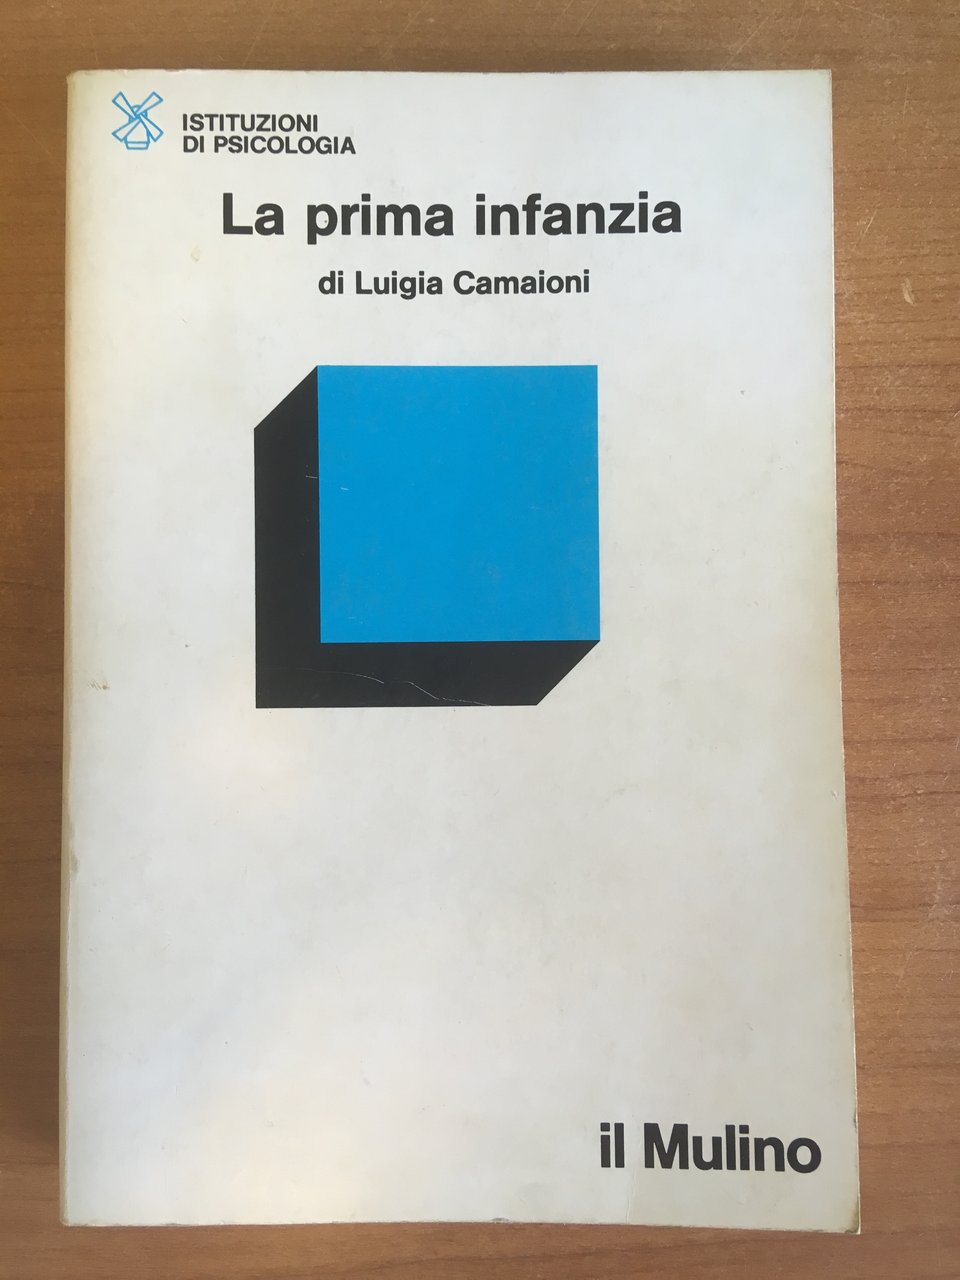 ISTITUZIONI
DI PSICOLOGIA
La prima infanzia
di Luigia Camaioni
il Mulino